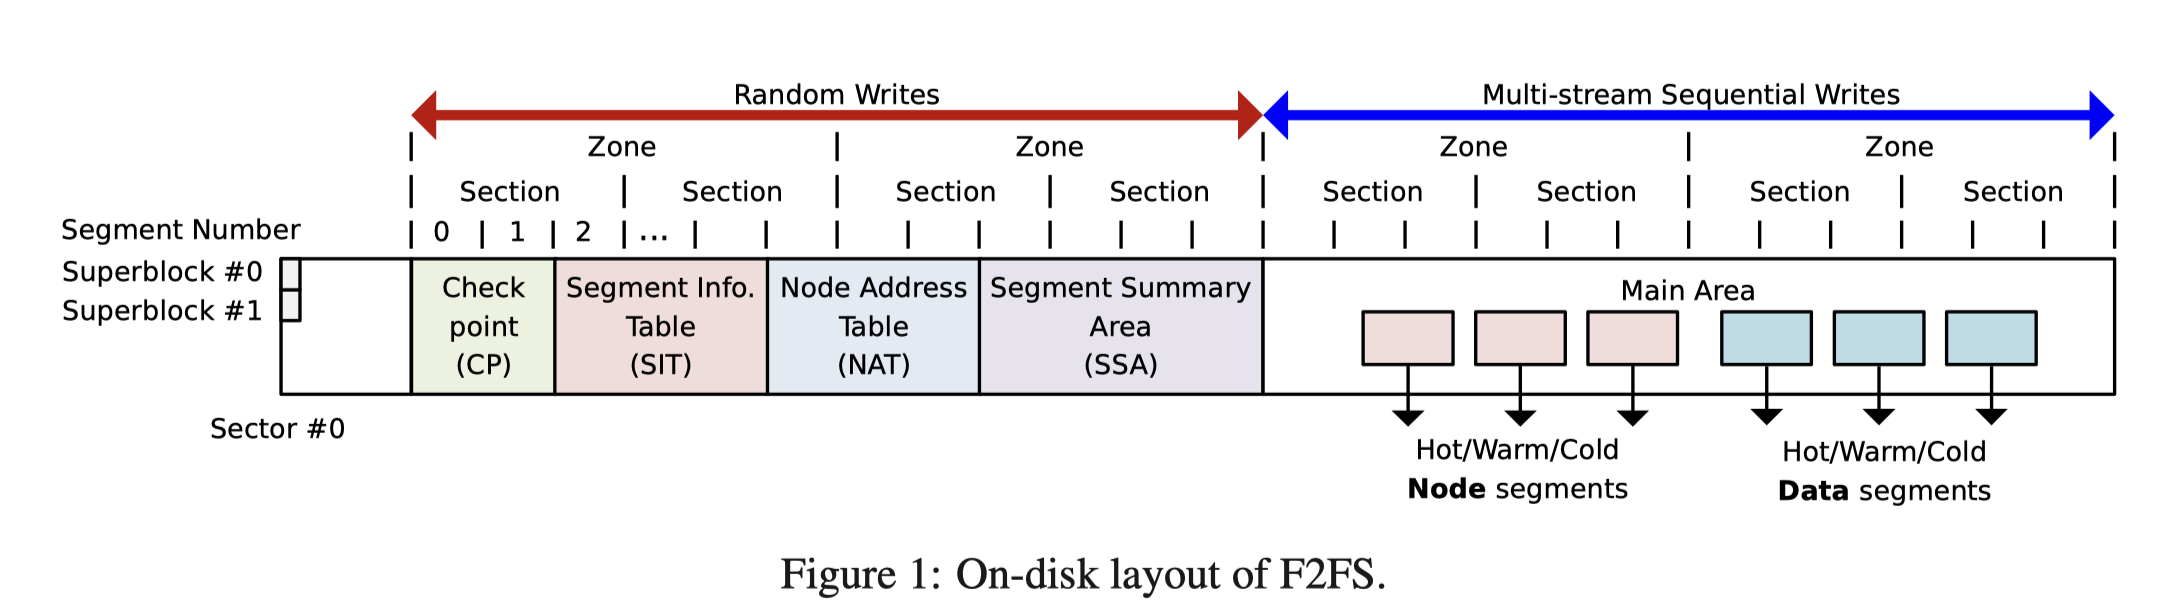 Random Writes
Multi-stream Sequential Writes
Zone
Zone
Zone
Zone
Section
Section
Section
Section
Section
Section
Section
Section
Segment Number
0
1
2
...
Superblock #0
Superblock #1
Check
point
(CP)
Segment Info.
Table
(SIT)
Node Address
Table
(NAT)
Segment Summary
Area
(SSA)
Main Area
Sector #0
Hot/Warm/Cold
Node segments
Hot/Warm/Cold
Data segments
Figure 1: On-disk layout of F2FS.